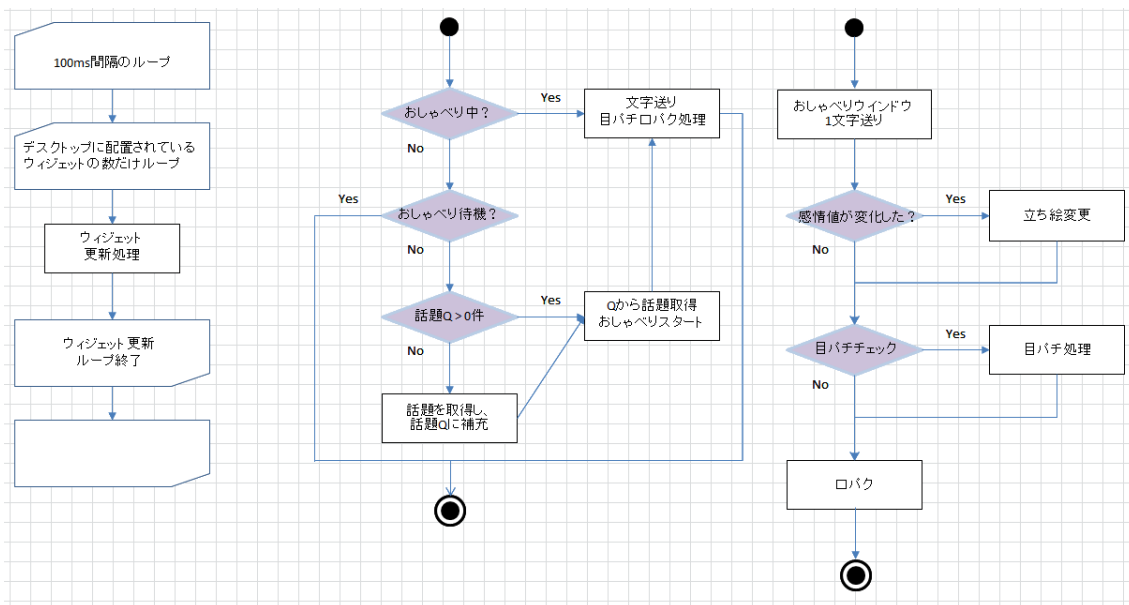 100ms間隔のループ
デスクトップに配置されている
ウィジェットの数だけループ
ウィジェット
更新処理
ウィジェット更新
ループ終了
おしゃべり中？
Yes
文字送り
目パチ口パク処理
No
おしゃべり待機？
Yes
No
話題Q＞0件
Yes
Qから話題取得
おしゃべりスタート
No
話題を取得し、
話題Qに補充
おしゃべりウインドウ
1文字送り
感情値が変化した？
Yes
立ち絵変更
No
目パチチェック
Yes
目パチ処理
No
口パク